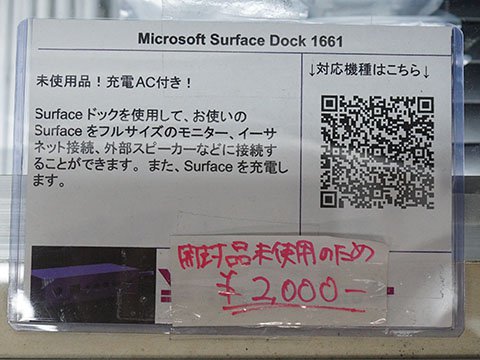 Microsoft Surface Dock 1661
未使用品!充電AC付き!
↓対応機種はこちら↓
Surfaceドックを使用して、お使いの
Surfaceをフルサイズのモニター、イーサ
ネット接続、外部スピーカーなどに接続す
ることができます。また、Surfaceを充電し
ます。
開封品未使用のため
¥2,000-